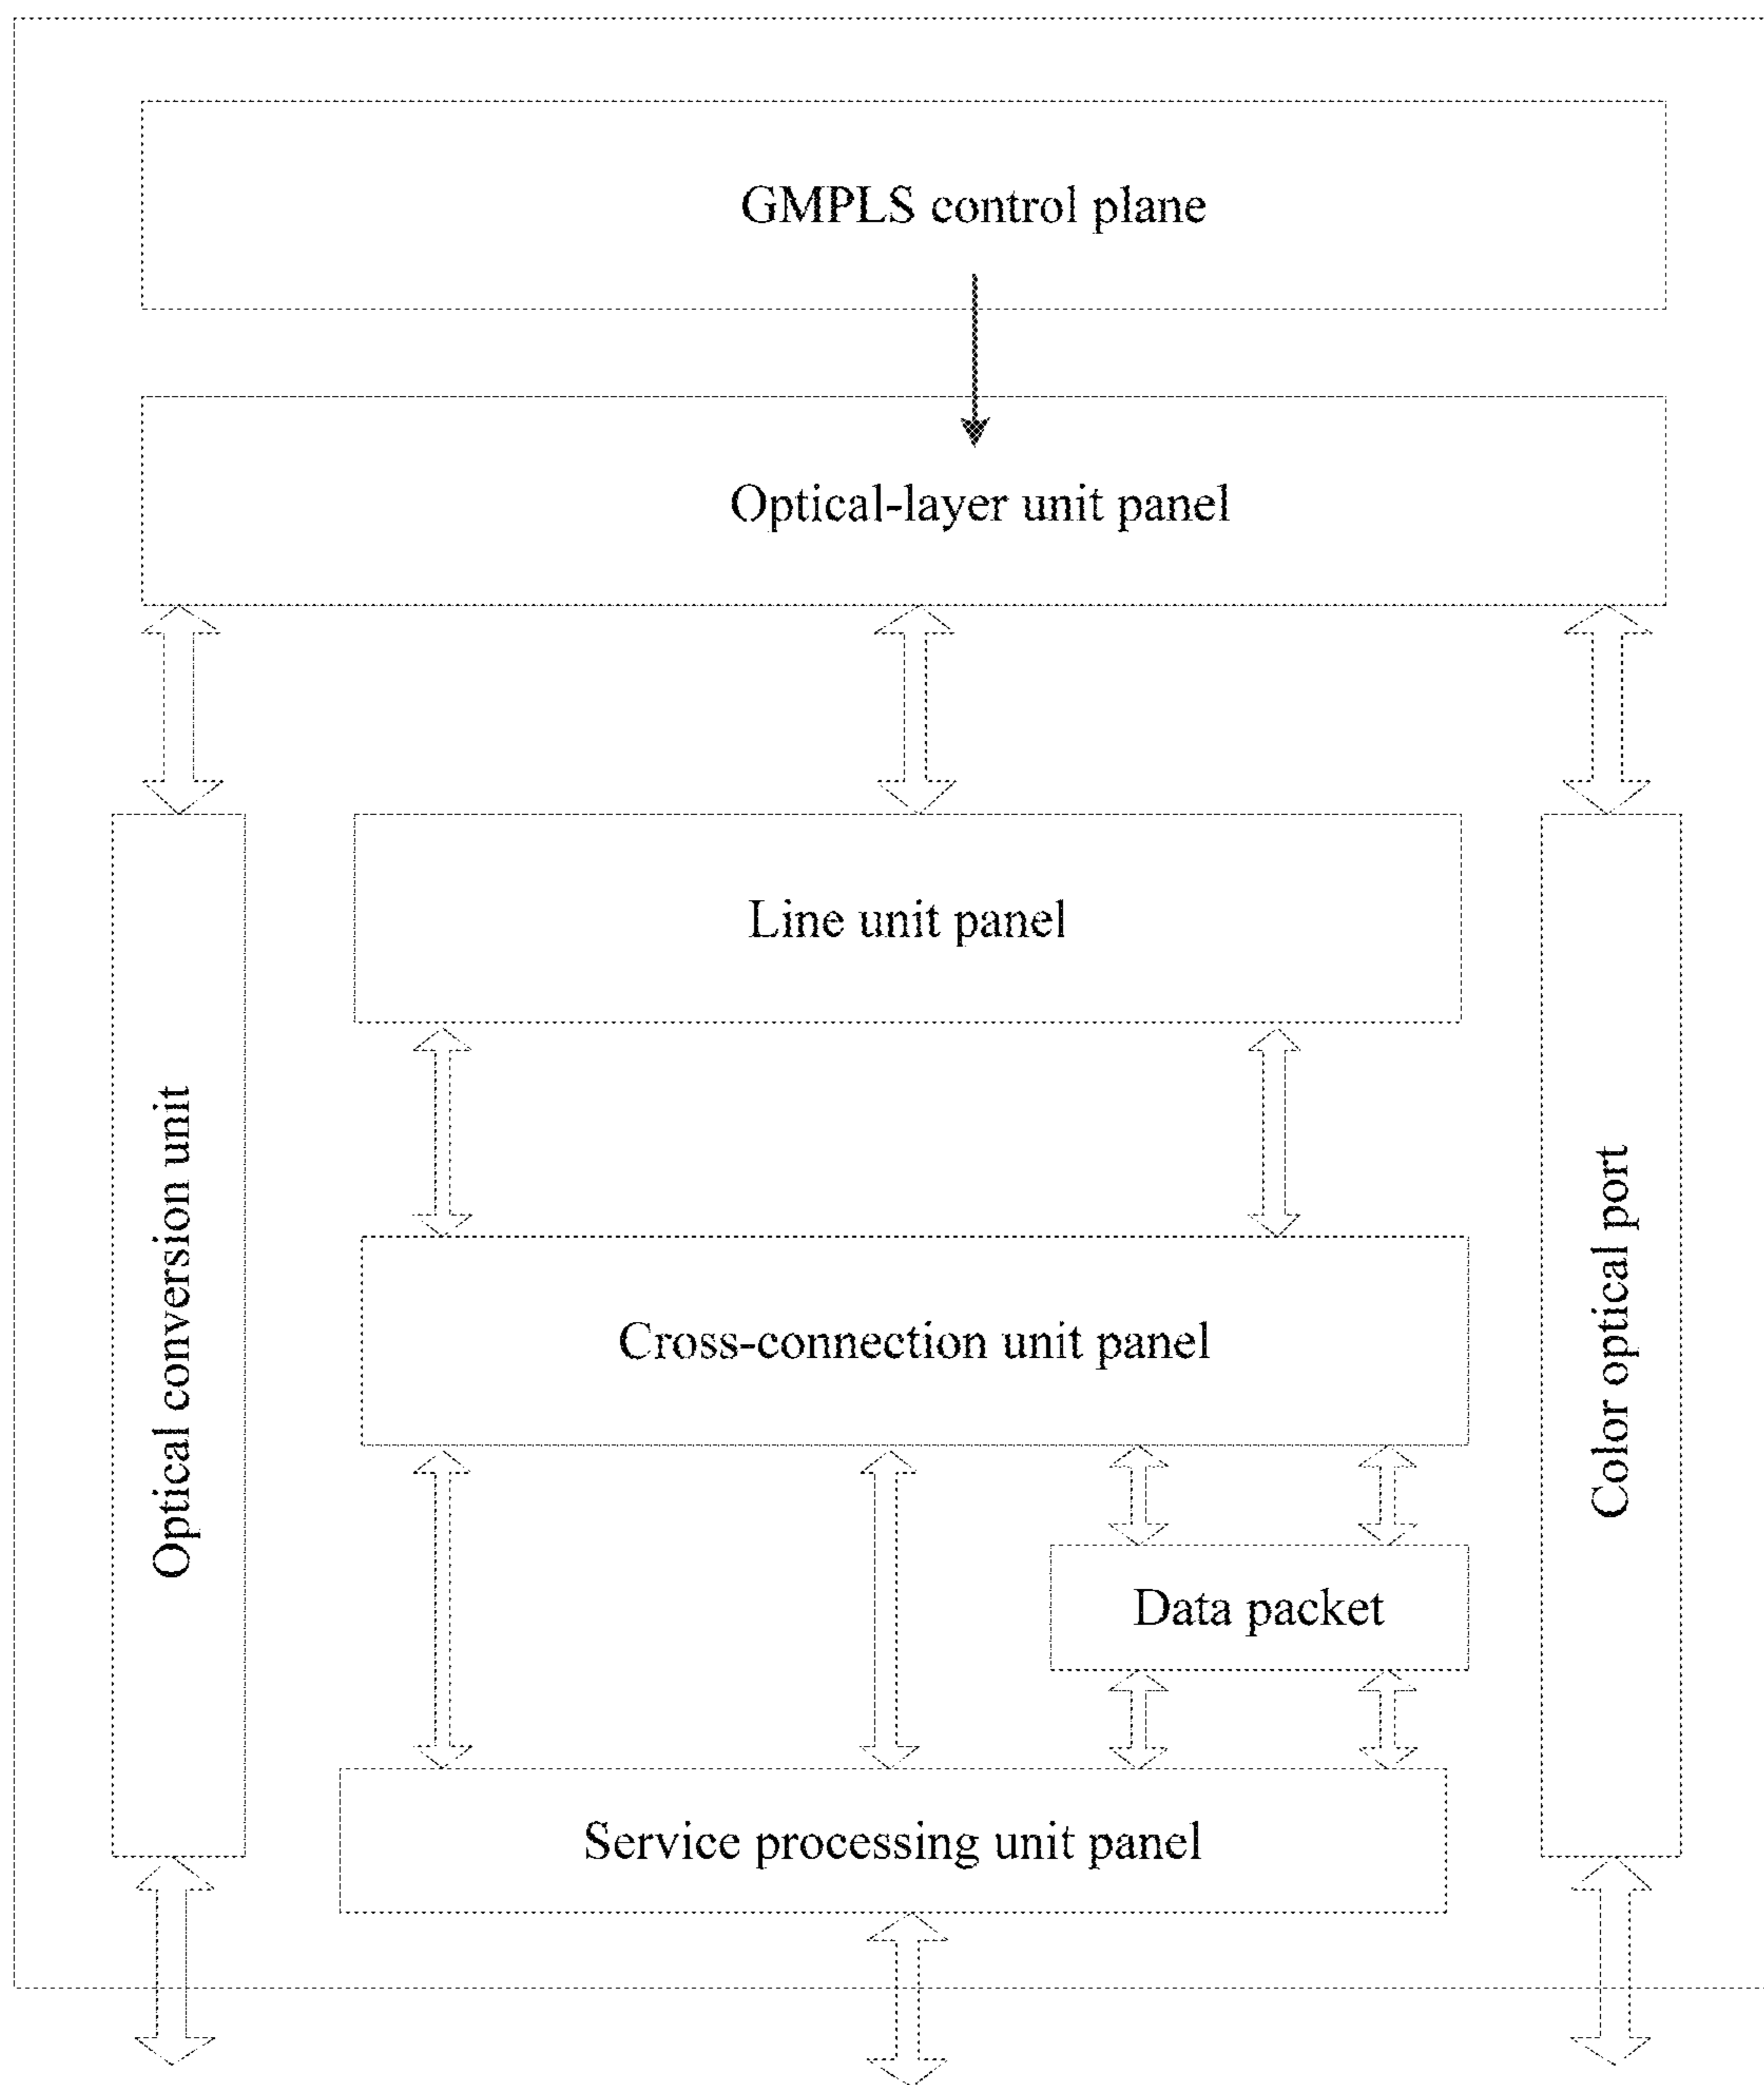 GMPLS control plane
Optical-layer unit panel
Line unit panel
Optical conversion unit
Color optical port
Cross-connection unit panel
Data packet
Service processing unit panel